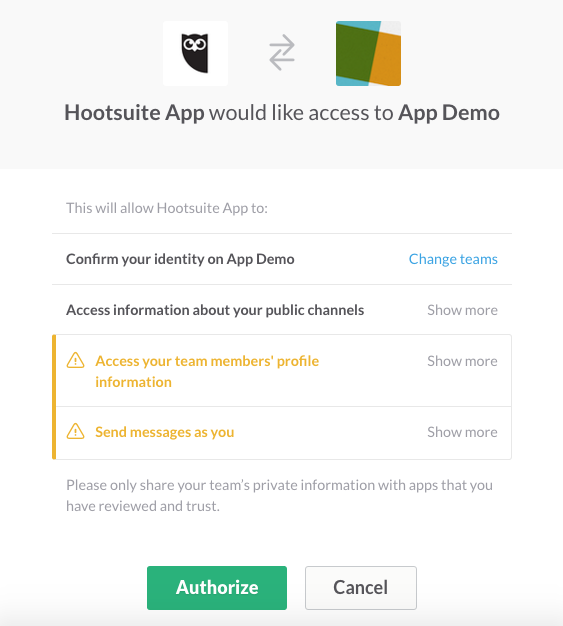 Hootsuite App would like access to App Demo
This will allow Hootsuite App to:
Confirm your identity on App Demo Change teams
Access information about your public channels Show more
Access your team members' profile Show more
information
Send messages as you Show more
Please only share your team's private information with apps that you
have reviewed and trust.
Authorize Cancel